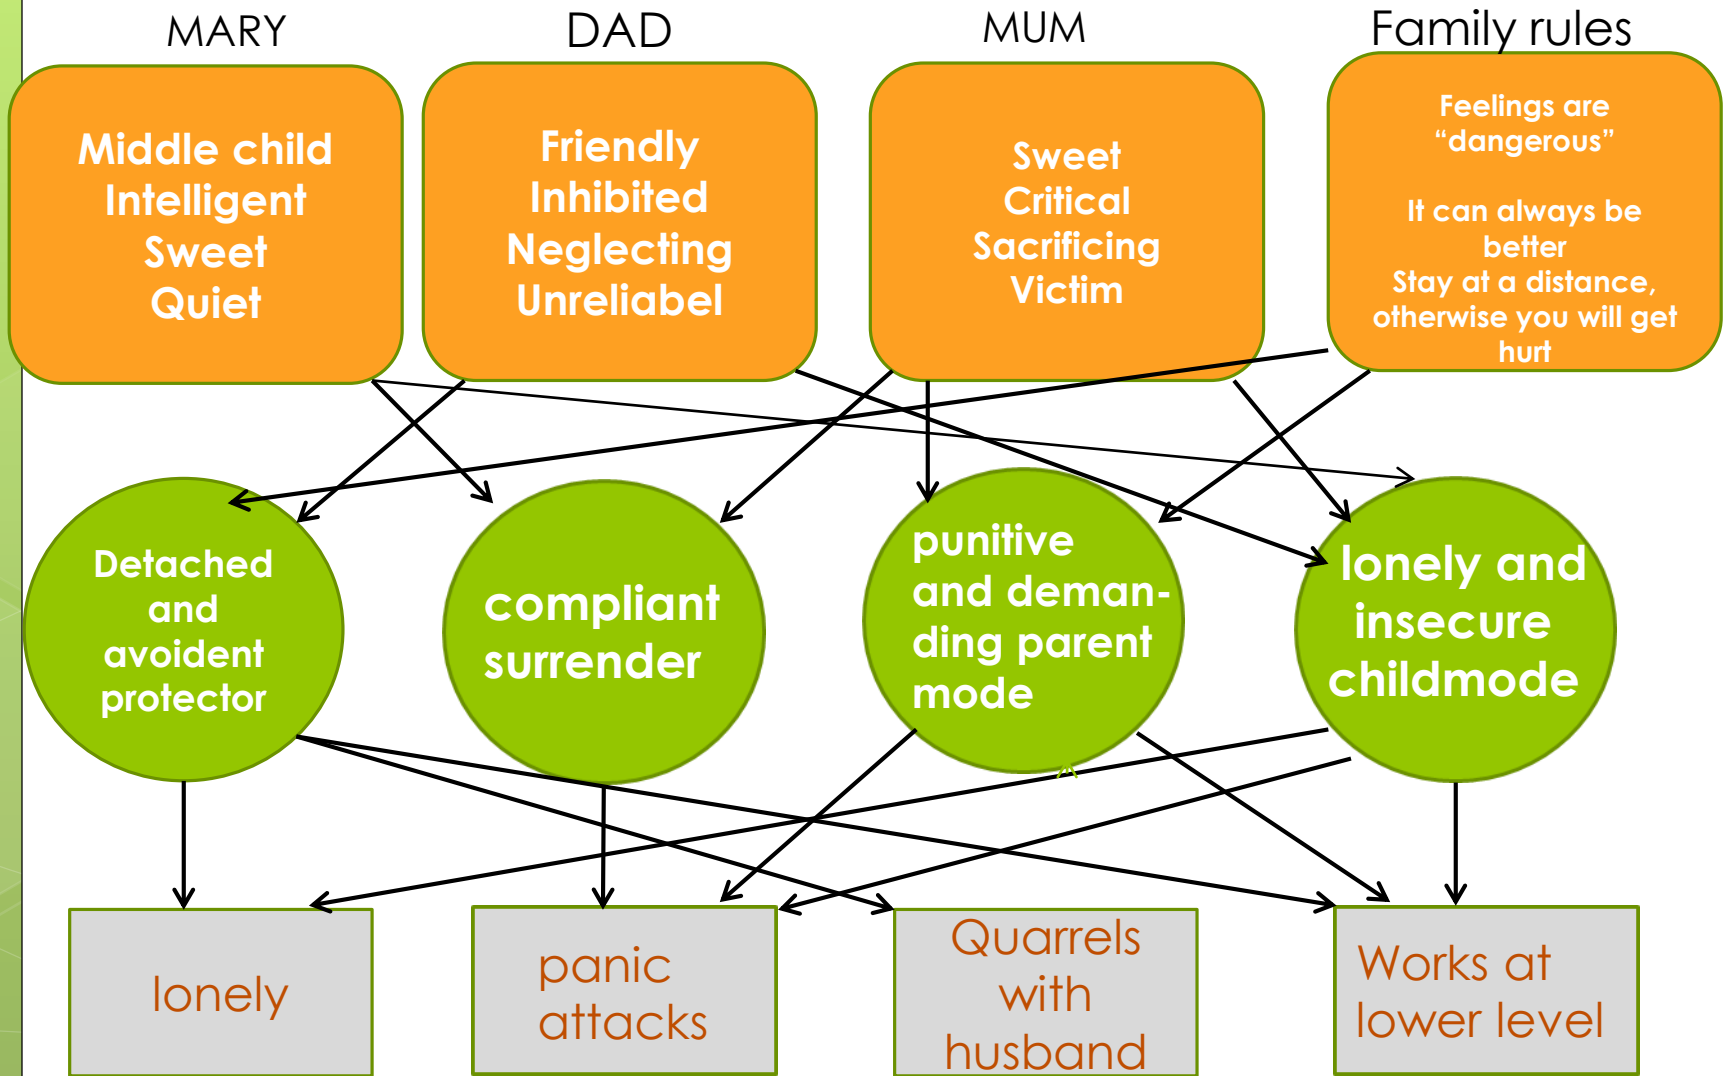 MARY
DAD
MUM
Family rules
Middle child
Intelligent
Sweet
Quiet
Friendly
Inhibited
Neglecting
Unreliabel
Sweet
Critical
Sacrificing
Victim
Feelings are
“dangerous”
It can always be
better
Stay at a distance,
otherwise you will get
hurt
Detached
and
avoident
protector
compliant
surrender
punitive
and deman-
ding parent
mode
lonely and
insecure
childmode
lonely
panic
attacks
Quarrels
with
husband
Works at
lower level